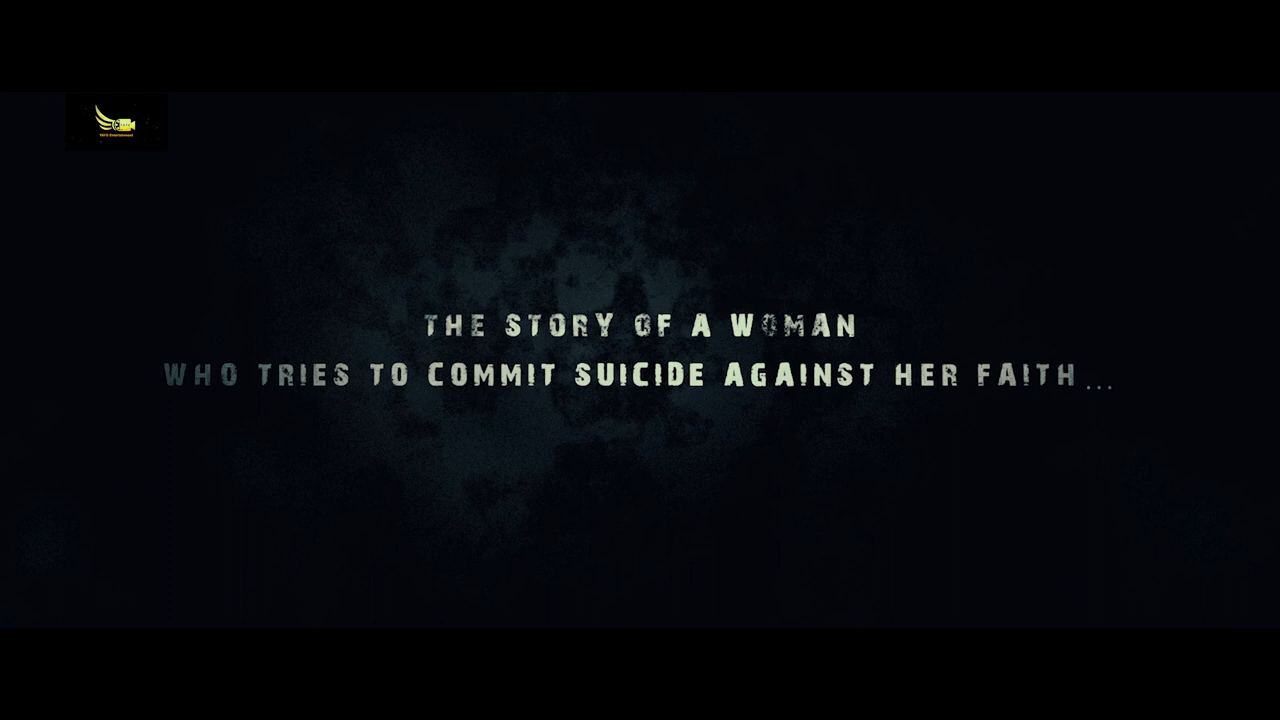 THE STORY OF A WOMAN
WHO TRIES TO COMMIT SUICIDE AGAINST HER FAITH...